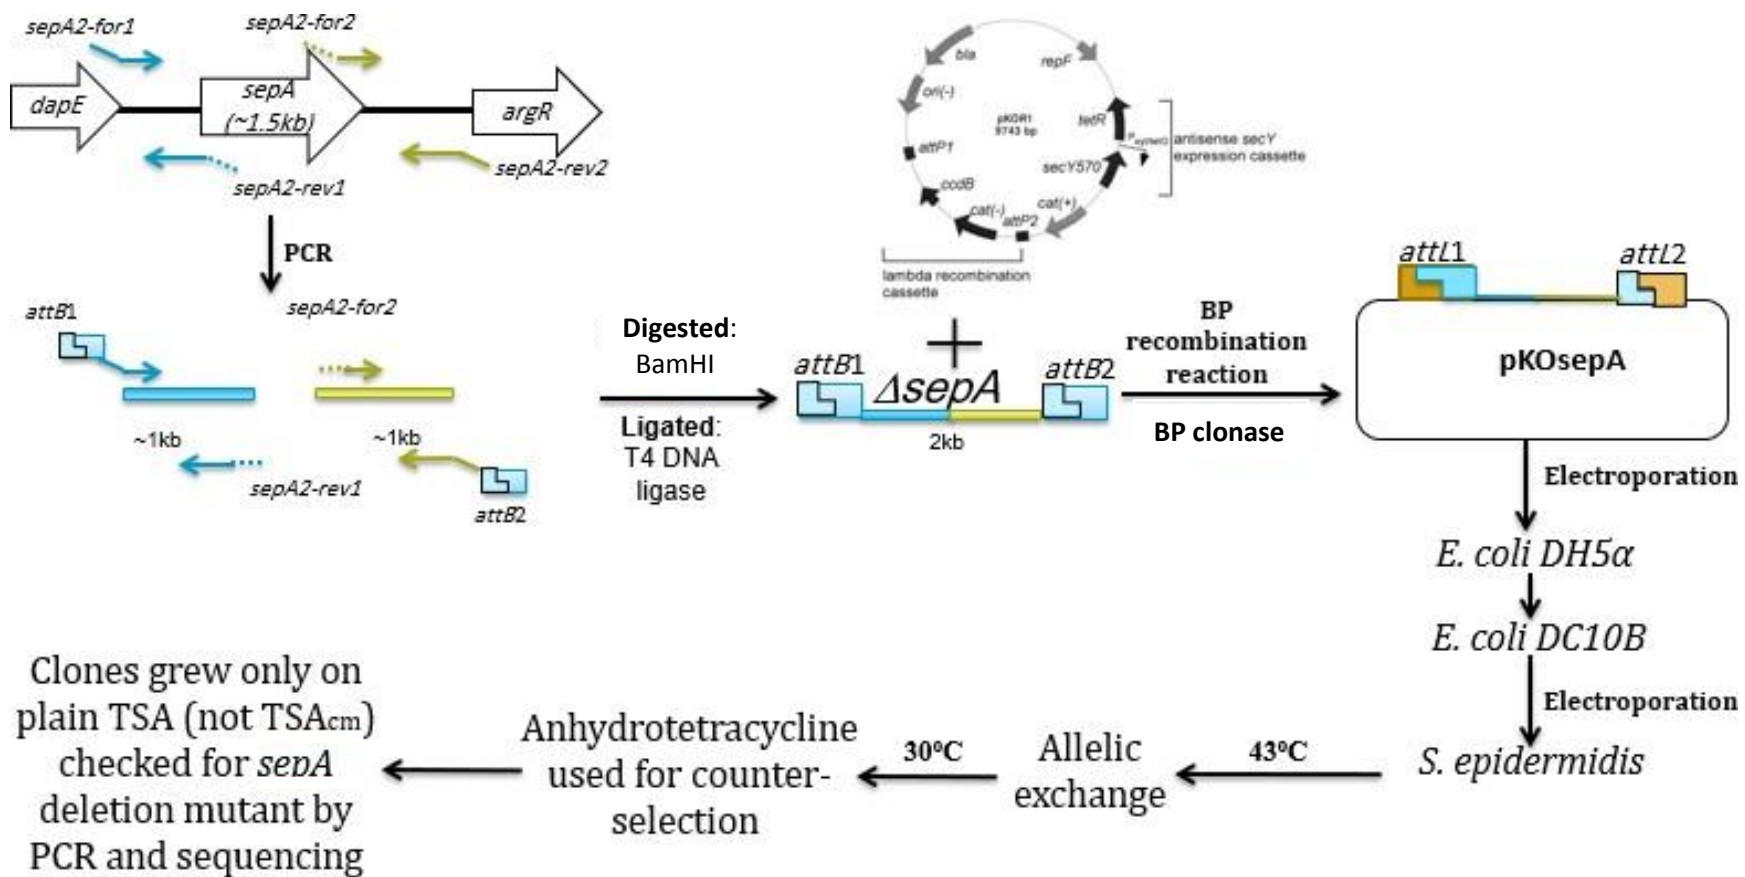 sepA2-for1
sepA2-for2
dapE
sepA
(~1.5kb)
argR
sepA2-rev1
sepA2-rev2
PCR
bla
repF
ori(-)
pKOR1
9743 bp
tetR
attP1
antisense secY
expression cassette
secY570
ccdB
cat(-)
attP2
cat(+)
lambda recombination
cassette
attB1
sepA2-for2
~1kb
~1kb
sepA2-rev1
attB2
Digested:
BamHI
Ligated:
T4 DNA
ligase
+
attB1
ΔsepA
attB2
2kb
BP
recombination
reaction
BP clonase
attL1
attL2
pKOsepA
Electroporation
E. coli DH5α
E. coli DC10B
Electroporation
S. epidermidis
43ºC
Allelic
exchange
30ºC
Anhydrotetracycline
used for counter-
selection
Clones grew only on
plain TSA (not TSAcm)
checked for sepA
deletion mutant by
PCR and sequencing